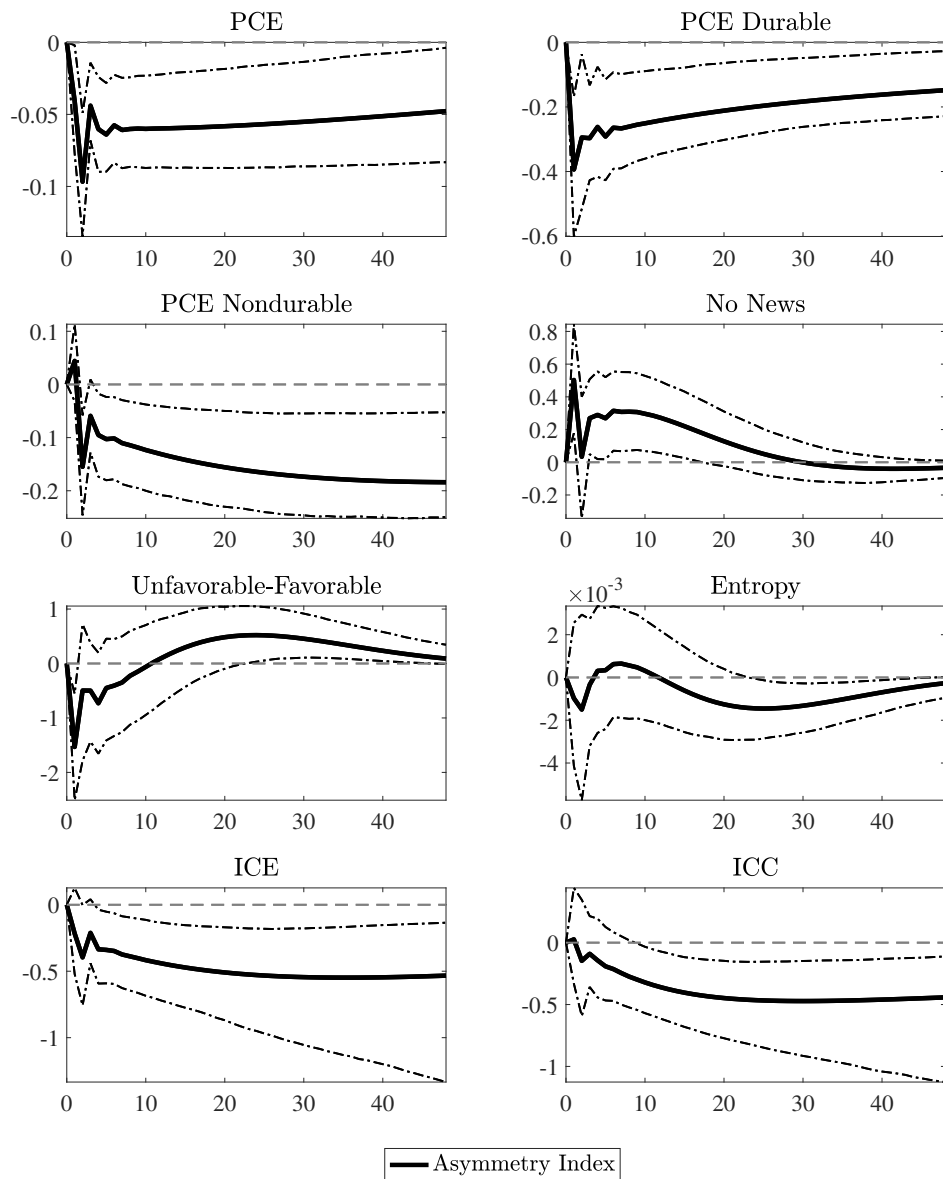 PCE
PCE Durable
0
-0.05
-0.1
0 10 20 30 40
0
-0.2
-0.4
-0.6
0 10 20 30 40
PCE Nondurable
No News
0.1
0
-0.1
-0.2
0 10 20 30 40
0.8
0.6
0.4
0.2
0
-0.2
0 10 20 30 40
Unfavorable-Favorable
Entropy
1
0
-1
-2
0 10 20 30 40
×10⁻³
2
0
-2
-4
0 10 20 30 40
ICE
ICC
0
-0.5
-1
0 10 20 30 40
0
-0.5
-1
0 10 20 30 40
Asymmetry Index